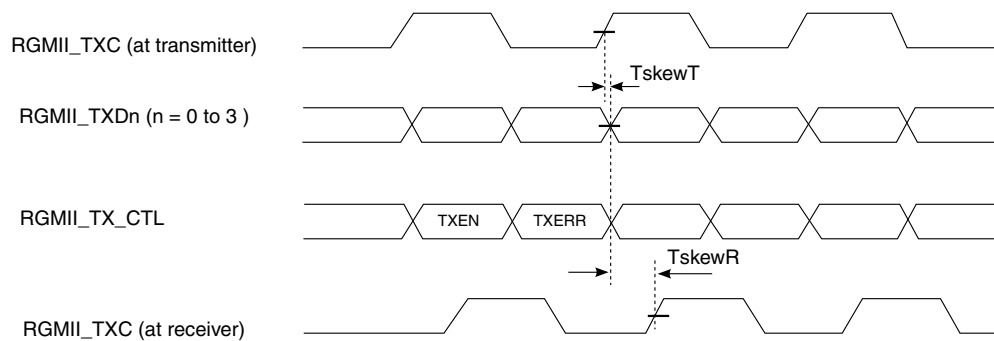 RGMII_TXC (at transmitter)
TskewT
RGMII_TXDn (n = 0 to 3 )
RGMII_TX_CTL
TXEN
TXERR
TskewR
RGMII_TXC (at receiver)